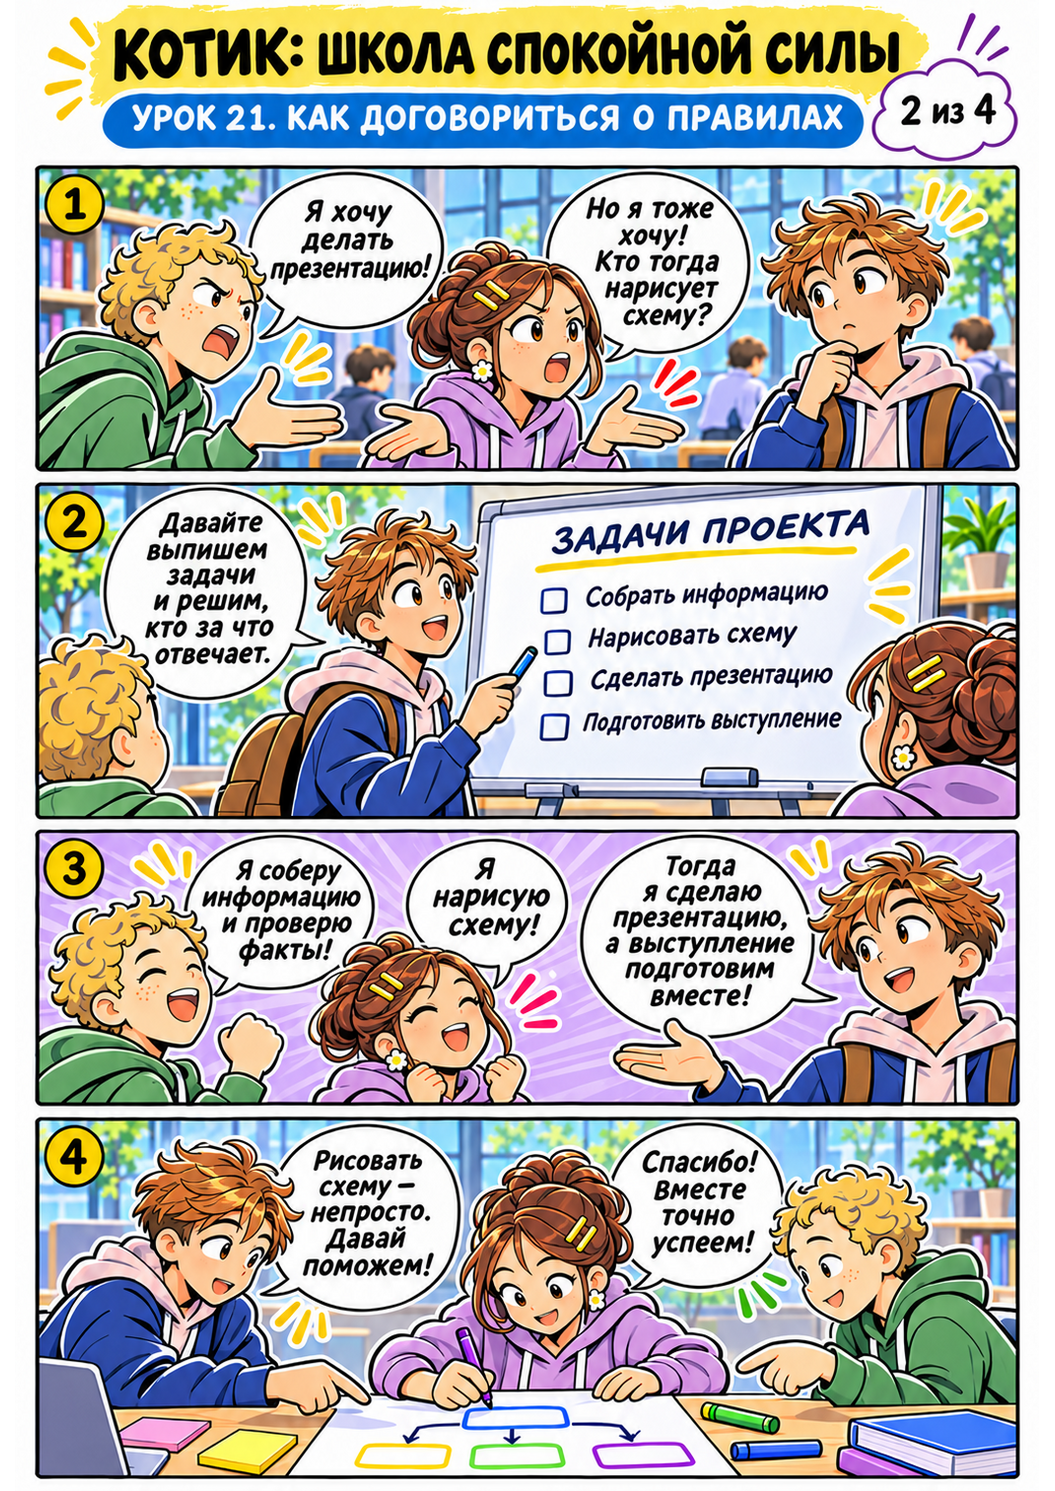 КОТИК: ШКОЛА СПОКОЙНОЙ СИЛЫ
УРОК 21. КАК ДОГОВОРИТЬСЯ О ПРАВИЛАХ
2 из 4
1
Я хочу
делать
презентацию!
Но я тоже
хочу!
Кто тогда
нарисует
схему?
2
Давайте
выпишем
задачи
и решим,
кто за что
отвечает.
ЗАДАЧИ ПРОЕКТА
Собрать информацию
Нарисовать схему
Сделать презентацию
Подготовить выступление
3
Я соберу
информацию
и проверю
факты!
Я
нарисую
схему!
Тогда
я сделаю
презентацию,
а выступление
подготовим
вместе!
4
Рисовать
схему –
непросто.
Давай
поможем!
Спасибо!
Вместе
точно
успеем!